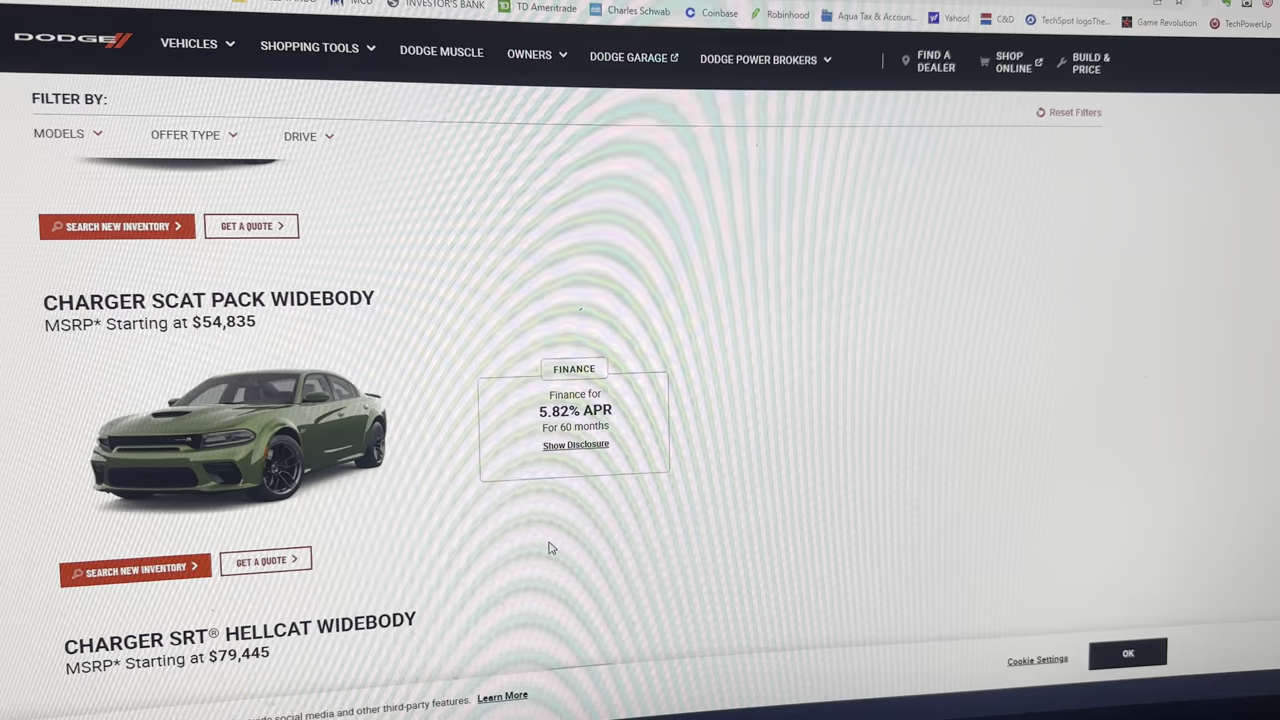 INVESTOR'S BANK
TD Ameritrade
Charles Schwab
Coinbase
Robinhood
Aqua Tax & Accoun...
Yahoo!
C&D
TechSpot logoThe...
Game Revolution
TechPowerUp
DODGE
VEHICLES
SHOPPING TOOLS
DODGE MUSCLE
OWNERS
DODGE GARAGE
DODGE POWER BROKERS
FIND A
DEALER
SHOP
ONLINE
BUILD &
PRICE
FILTER BY:
Reset Filters
MODELS
OFFER TYPE
DRIVE
SEARCH NEW INVENTORY
GET A QUOTE
CHARGER SCAT PACK WIDEBODY
MSRP* Starting at $54,835
FINANCE
Finance for
5.82% APR
For 60 months
Show Disclosure
SEARCH NEW INVENTORY
GET A QUOTE
CHARGER SRT® HELLCAT WIDEBODY
MSRP* Starting at $79,445
Cookie Settings
OK
social media and other third-party features. Learn More